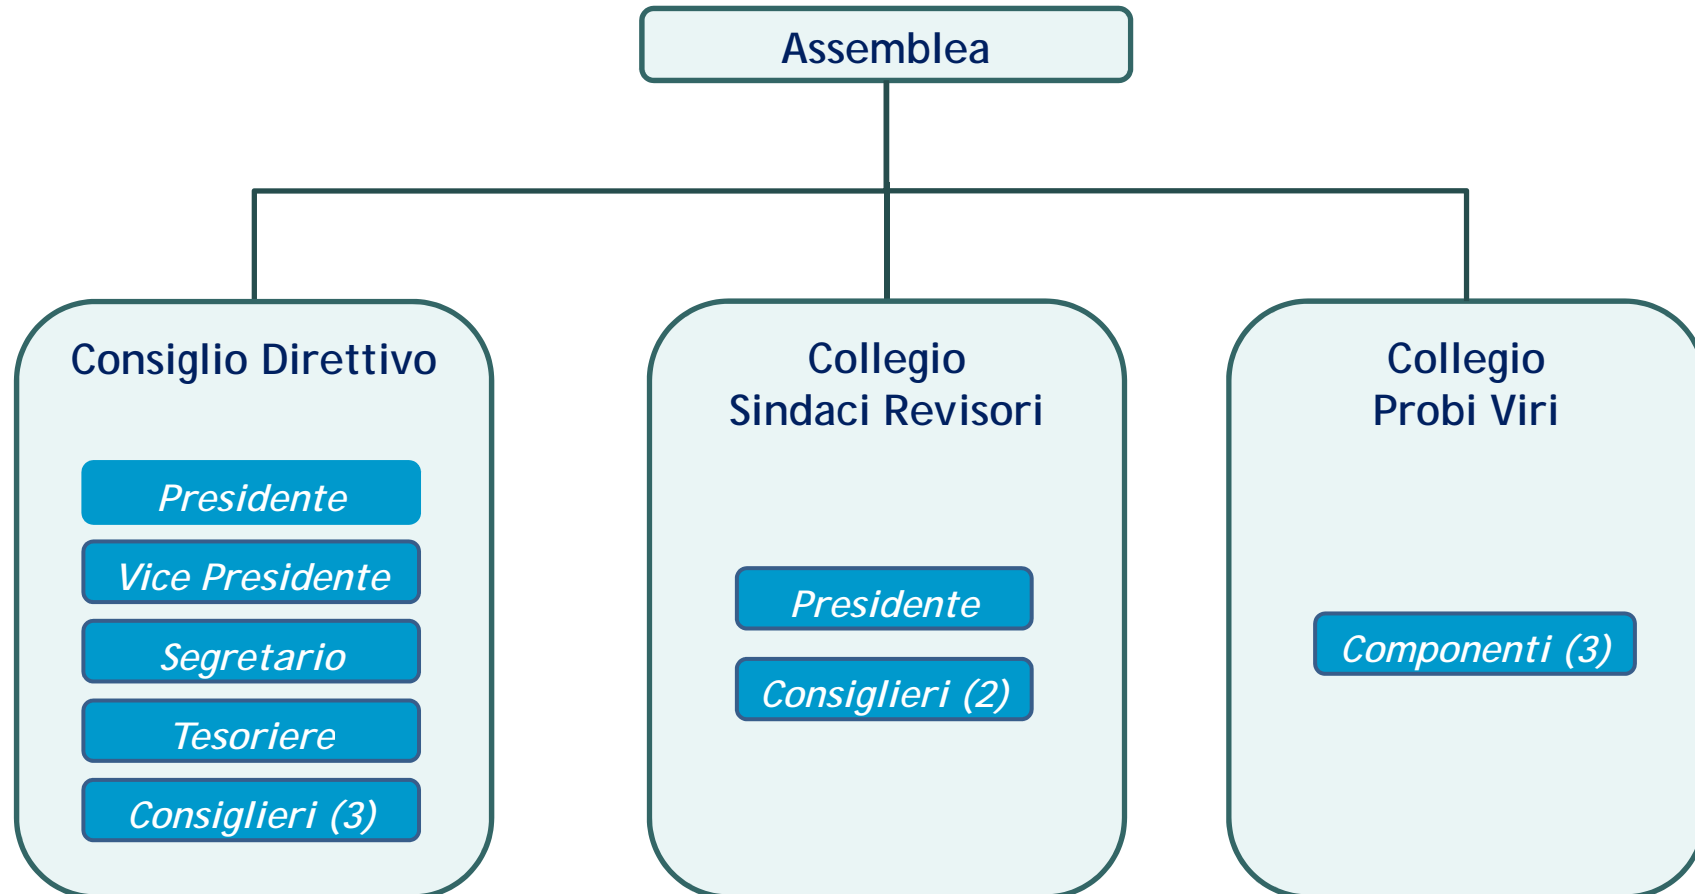 Assemblea
Consiglio Direttivo
Presidente
Vice Presidente
Segretario
Tesoriere
Consiglieri (3)
Collegio
Sindaci Revisori
Presidente
Consiglieri (2)
Collegio
Probi Viri
Componenti (3)